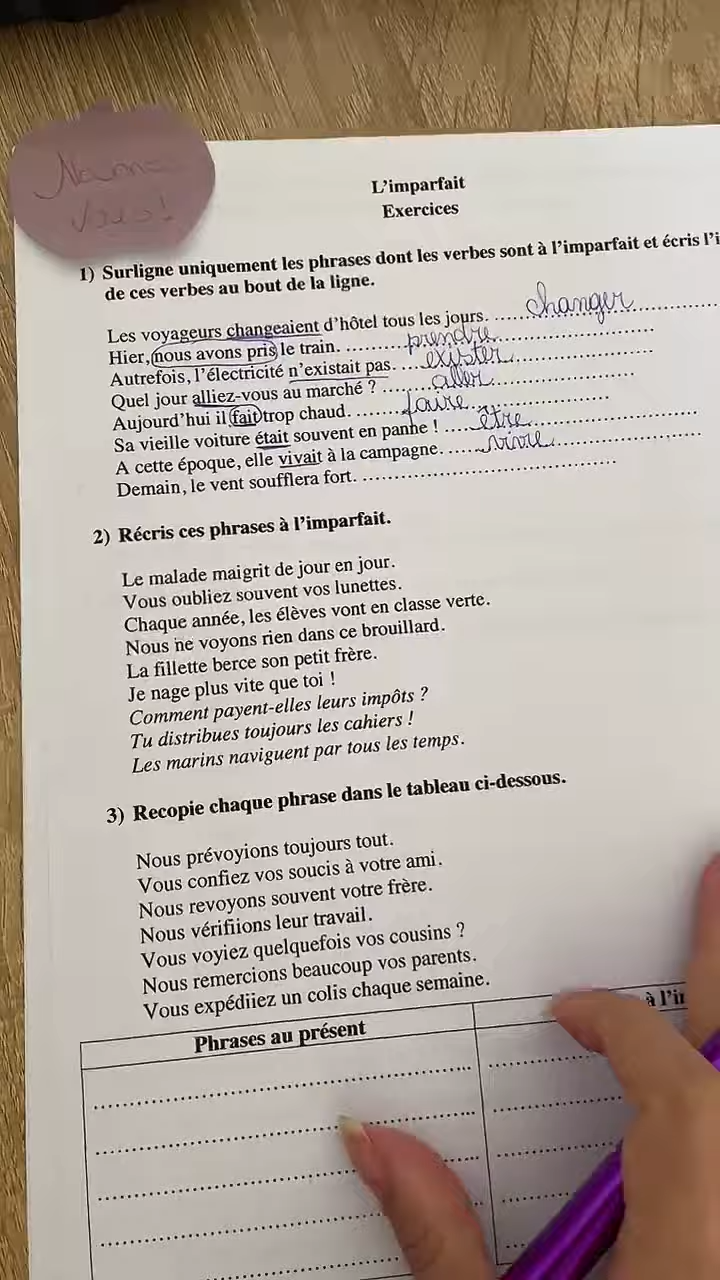 L'imparfait
Exercices
1) Surligne uniquement les phrases dont les verbes sont à l'imparfait et écris l'i
de ces verbes au bout de la ligne.
Les voyageurs changeaient d'hôtel tous les jours. changer
Hier, nous avons pris le train. prendre
Autrefois, l'électricité n'existait pas. exister
Quel jour alliez-vous au marché ? aller
Aujourd'hui il fait trop chaud. faire
Sa vieille voiture était souvent en panne ! être
A cette époque, elle vivait à la campagne. vivre
Demain, le vent soufflera fort.
2) Récris ces phrases à l'imparfait.
Le malade maigrit de jour en jour.
Vous oubliez souvent vos lunettes.
Chaque année, les élèves vont en classe verte.
Nous ne voyons rien dans ce brouillard.
La fillette berce son petit frère.
Je nage plus vite que toi !
Comment payent-elles leurs impôts ?
Tu distribues toujours les cahiers !
Les marins naviguent par tous les temps.
3) Recopie chaque phrase dans le tableau ci-dessous.
Nous prévoyions toujours tout.
Vous confiez vos soucis à votre ami.
Nous revoyons souvent votre frère.
Nous vérifiions leur travail.
Vous voyiez quelquefois vos cousins ?
Nous remercions beaucoup vos parents.
Vous expédiiez un colis chaque semaine.
Phrases au présent
à l'i